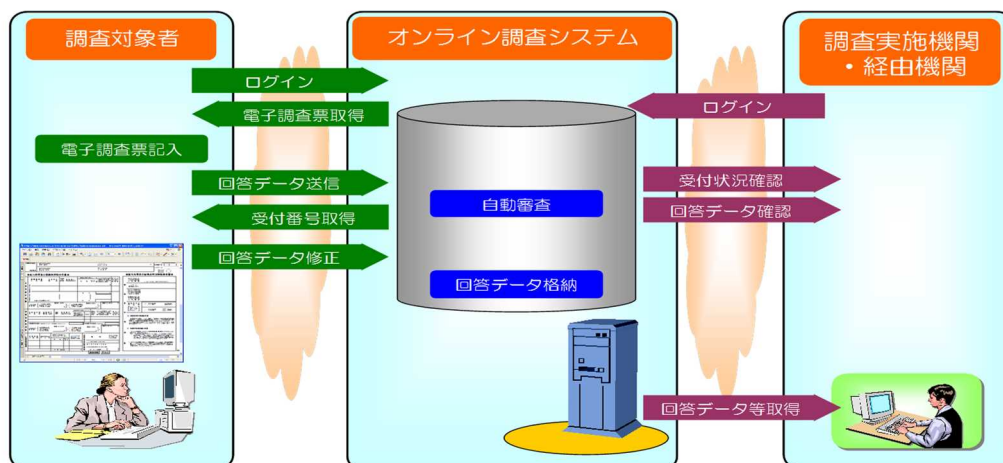 調査対象者
オンライン調査システム
調査実施機関
・経由機関
ログイン
電子調査票取得
電子調査票記入
回答データ送信
受付番号取得
回答データ修正
自動審査
回答データ格納
ログイン
受付状況確認
回答データ確認
回答データ等取得